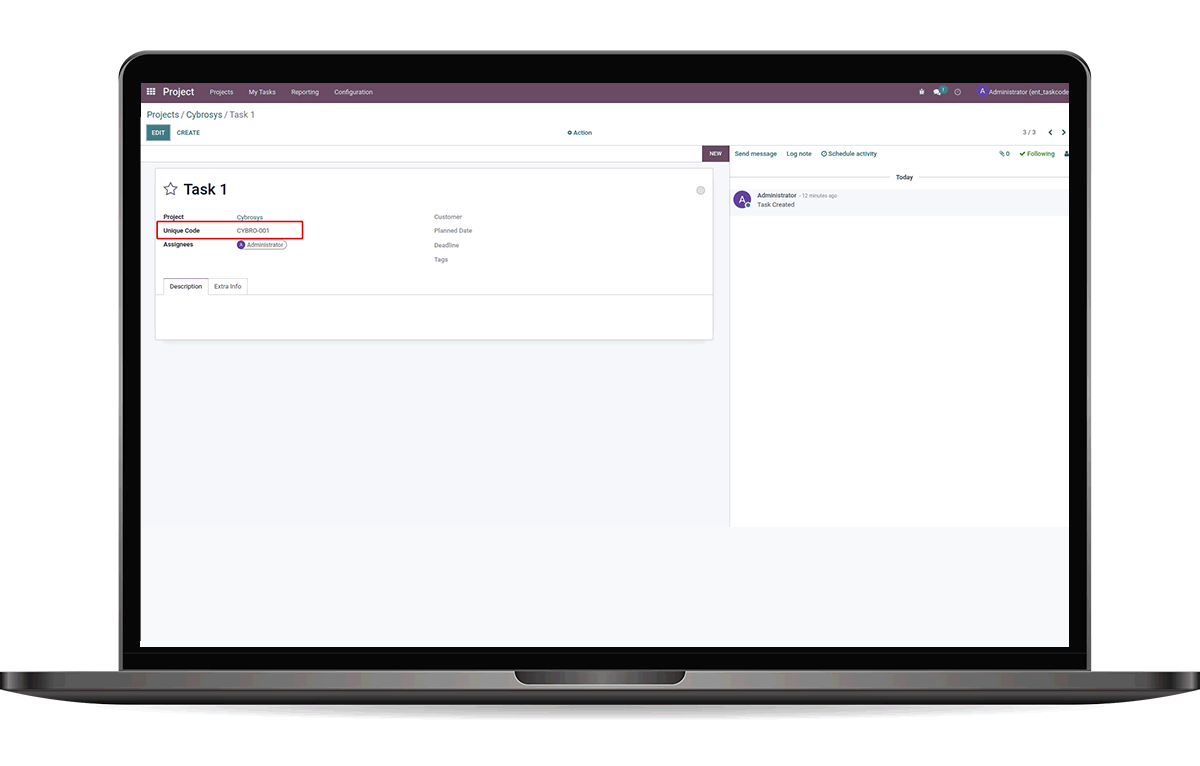 Project Projects My Tasks Reporting Configuration 1 A Administrator (ent_taskcode
Projects / Cybrosys / Task 1
EDIT CREATE Action 3 / 3
NEW Send message Log note Schedule activity 0 Following
Today
Task 1
A Administrator - 12 minutes ago
Task Created
Project Cybrosys Customer
Unique Code CYBRO-001 Planned Date
Assignees A Administrator Deadline
Tags
Description Extra Info